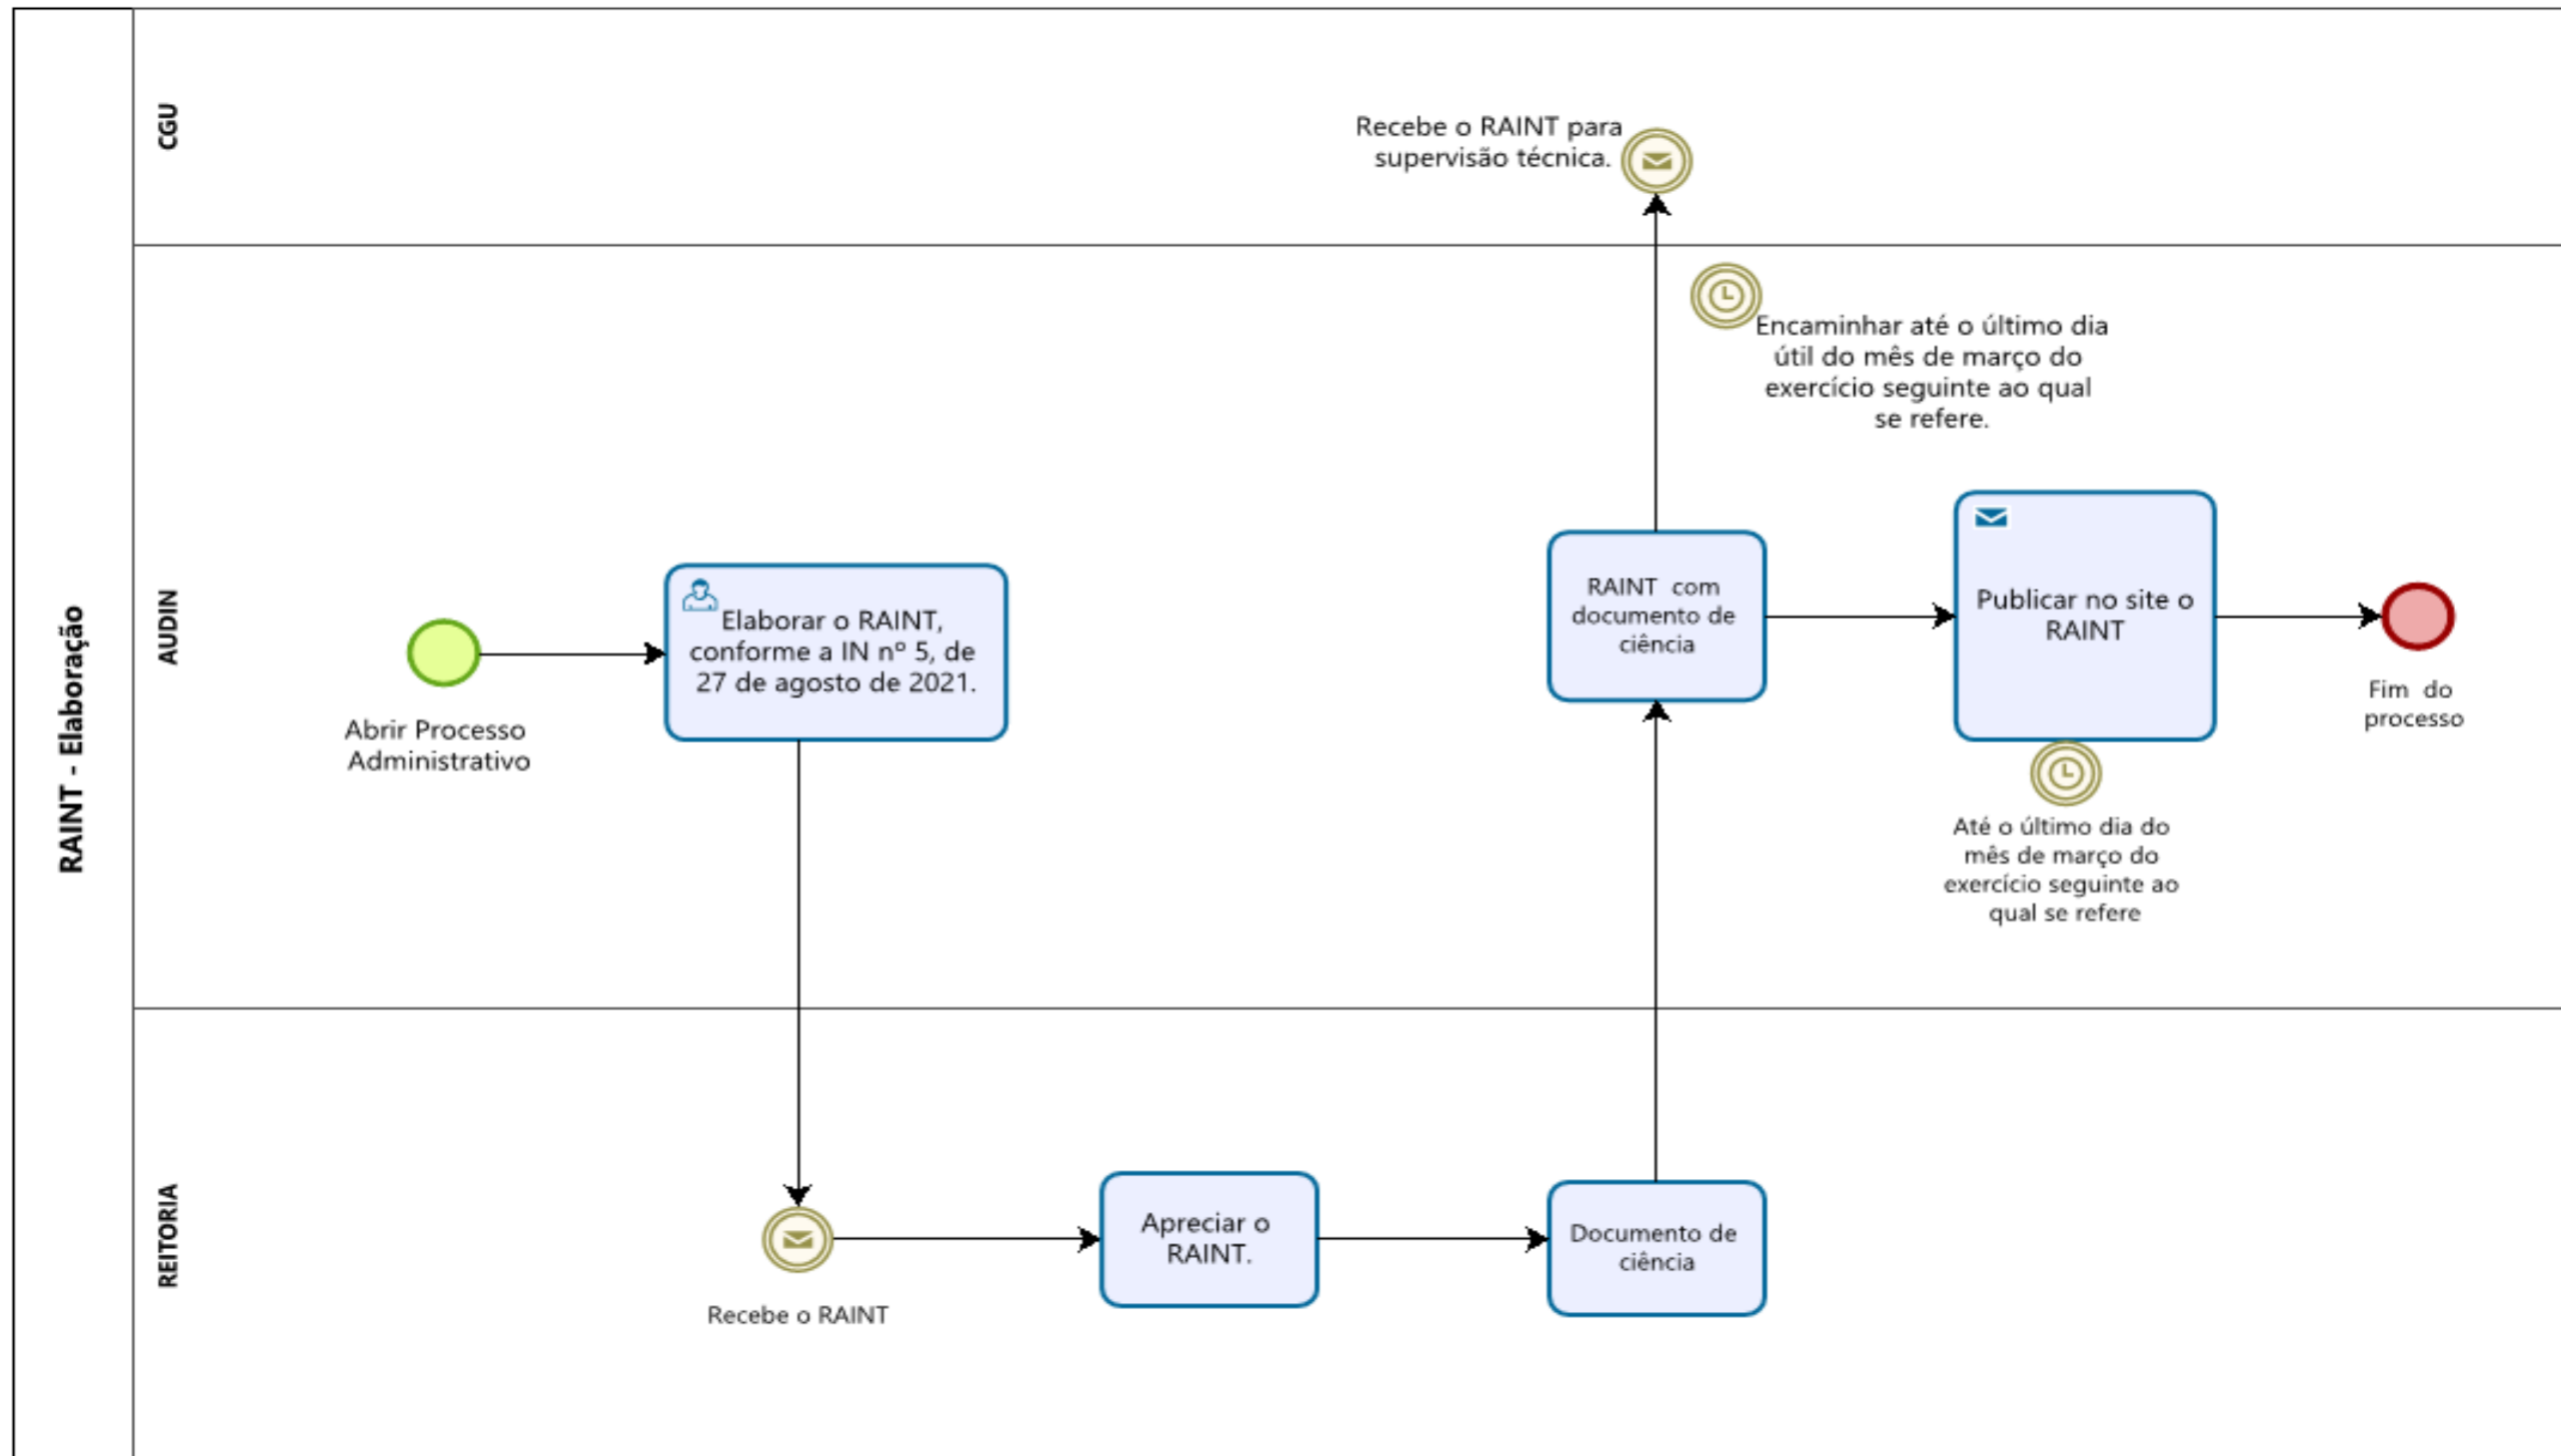 RAINT - Elaboração
CGU
Recebe o RAINT para
supervisão técnica.
AUDIN
Encaminhar até o último dia
útil do mês de março do
exercício seguinte ao qual
se refere.
Abrir Processo
Administrativo
Elaborar o RAINT,
conforme a IN nº 5, de
27 de agosto de 2021.
RAINT com
documento de
ciência
Publicar no site o
RAINT
Fim do
processo
Até o último dia do
mês de março do
exercício seguinte ao
qual se refere
REITORIA
Recebe o RAINT
Apreciar o
RAINT.
Documento de
ciência